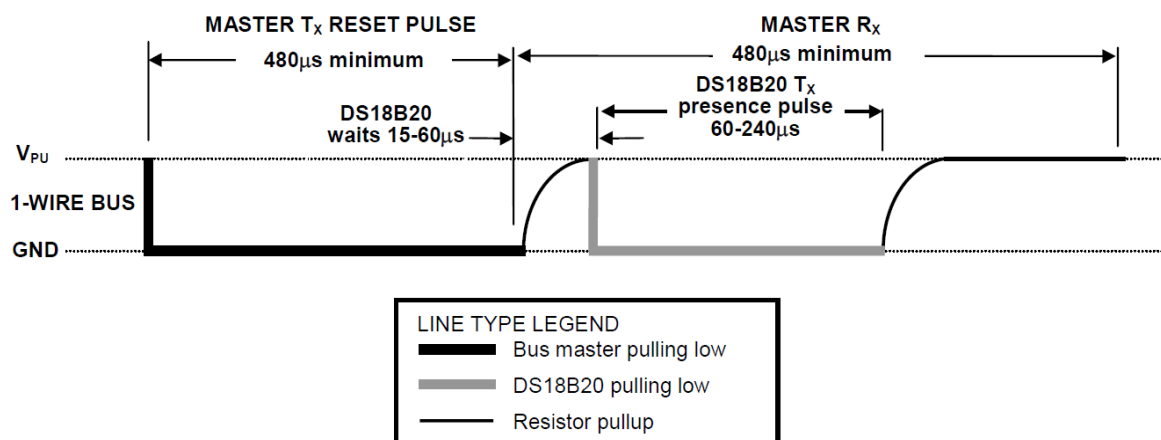 MASTER TX RESET PULSE
480μs minimum
MASTER RX
480μs minimum
DS18B20
waits 15-60μs
DS18B20 TX
presence pulse
60-240μs
VPU
1-WIRE BUS
GND
LINE TYPE LEGEND
Bus master pulling low
DS18B20 pulling low
Resistor pullup